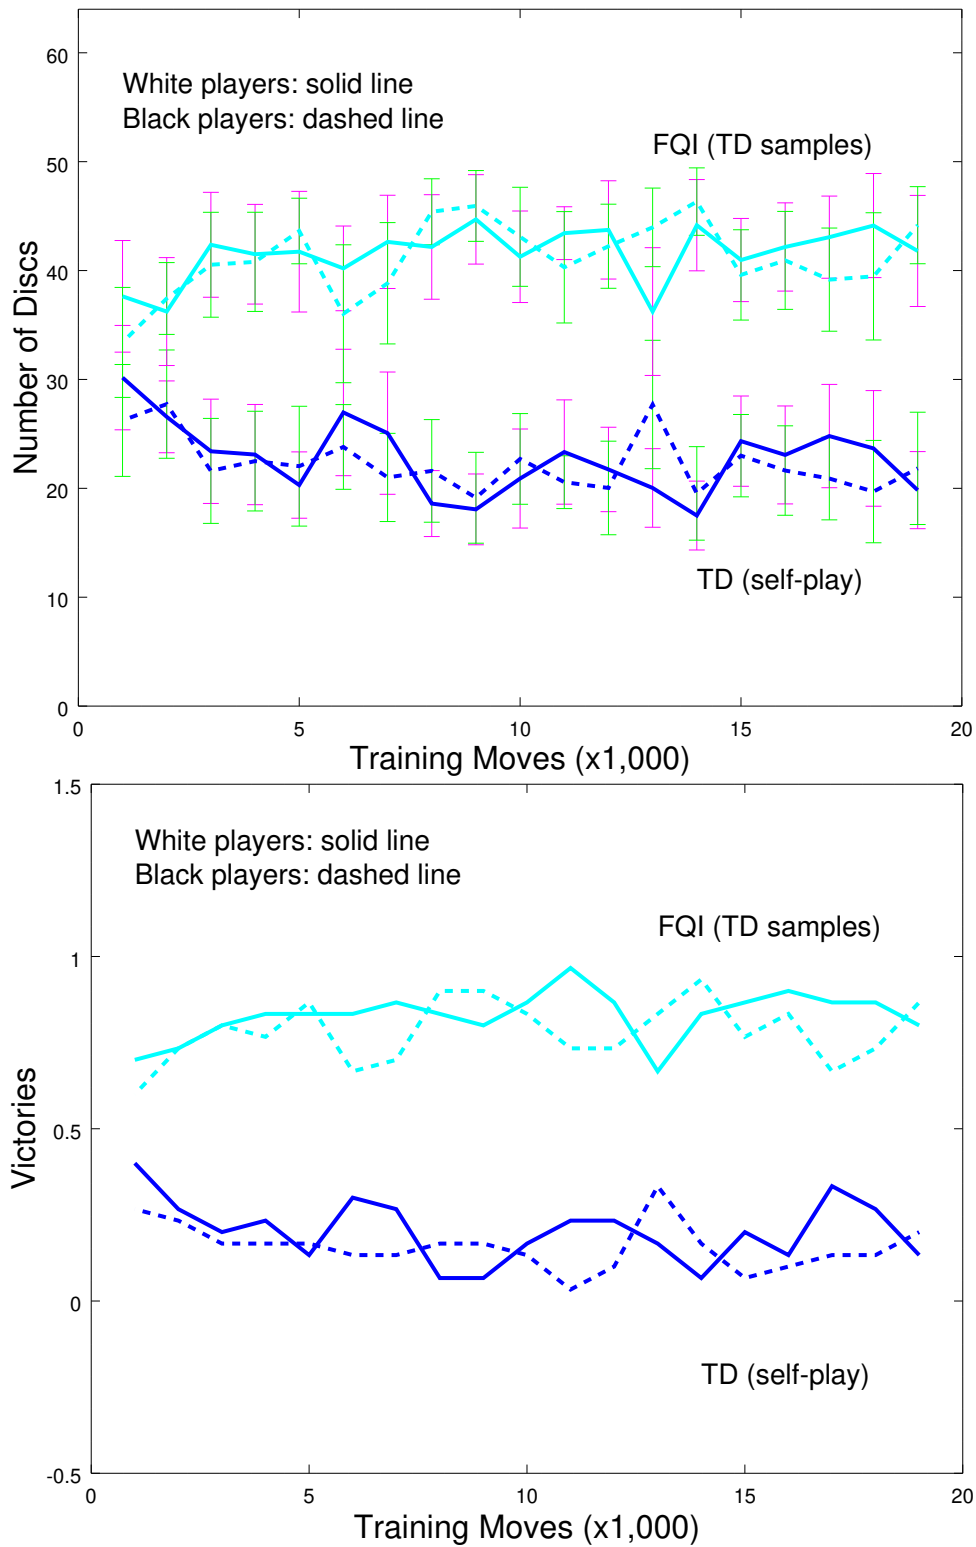 60
White players: solid line
Black players: dashed line
FQI (TD samples)
50
40
30
20
10
0
Number of Discs
TD (self-play)
0 5 10 15 20
Training Moves (x1,000)
1.5
White players: solid line
Black players: dashed line
FQI (TD samples)
1
0.5
0
-0.5
Victories
TD (self-play)
0 5 10 15 20
Training Moves (x1,000)